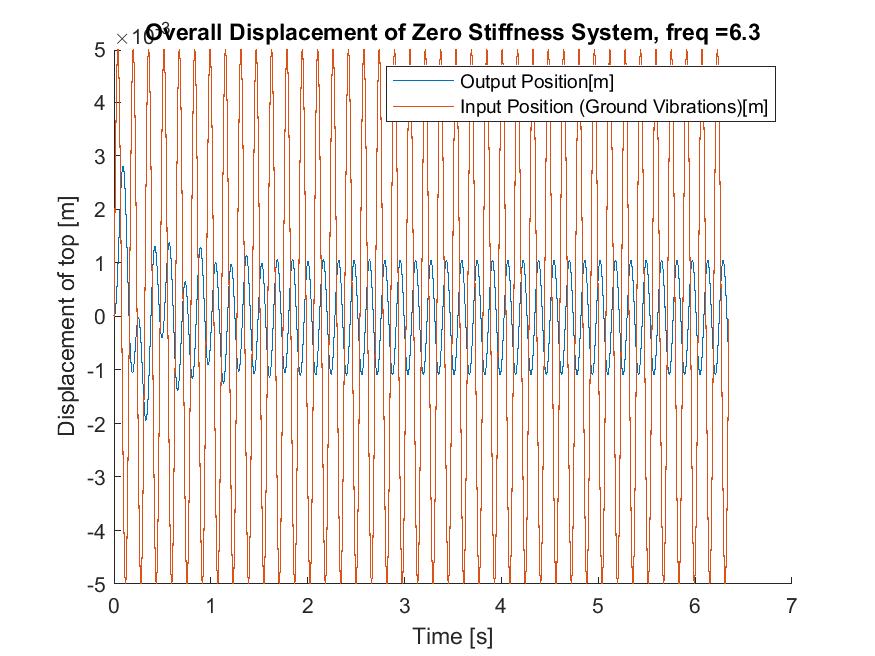 ×10-3
Overall Displacement of Zero Stiffness System, freq =6.3
5
4
3
2
1
0
-1
-2
-3
-4
-5
Displacement of top [m]
Output Position[m]
Input Position (Ground Vibrations)[m]
0 1 2 3 4 5 6 7
Time [s]